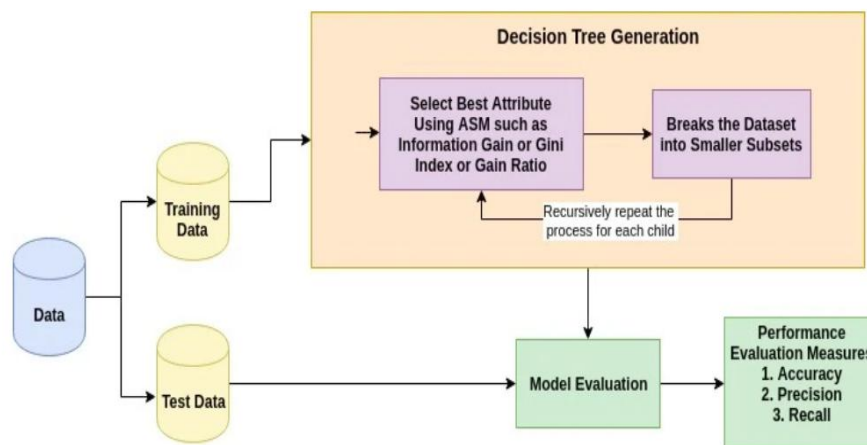 Decision Tree Generation
Select Best Attribute
Using ASM such as
Information Gain or Gini
Index or Gain Ratio
Breaks the Dataset
into Smaller Subsets
Recursively repeat the
process for each child
Training
Data
Data
Test Data
Model Evaluation
Performance
Evaluation Measures
1. Accuracy
2. Precision
3. Recall